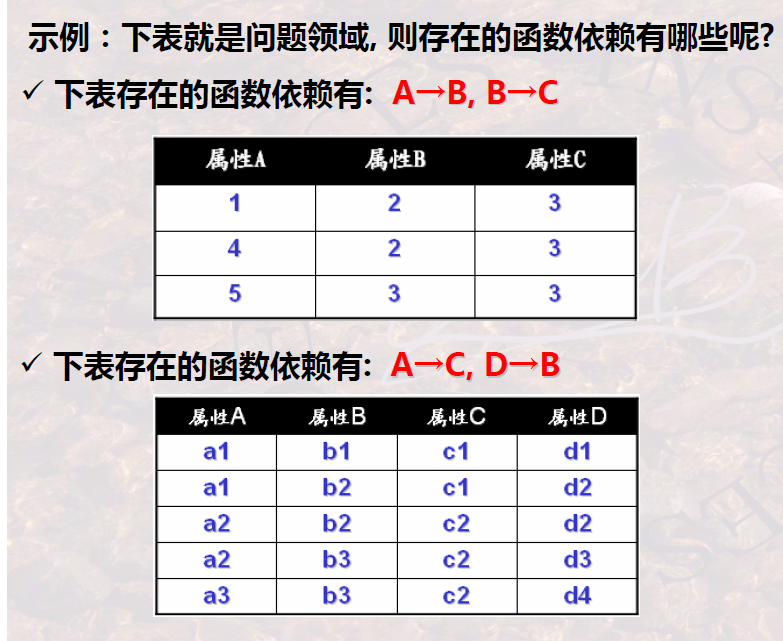 示例：下表就是问题领域, 则存在的函数依赖有哪些呢?
✓ 下表存在的函数依赖有: A→B, B→C
属性A 属性B 属性C
1 2 3
4 2 3
5 3 3
✓ 下表存在的函数依赖有: A→C, D→B
属性A 属性B 属性C 属性D
a1 b1 c1 d1
a1 b2 c1 d2
a2 b2 c2 d2
a2 b3 c2 d3
a3 b3 c2 d4